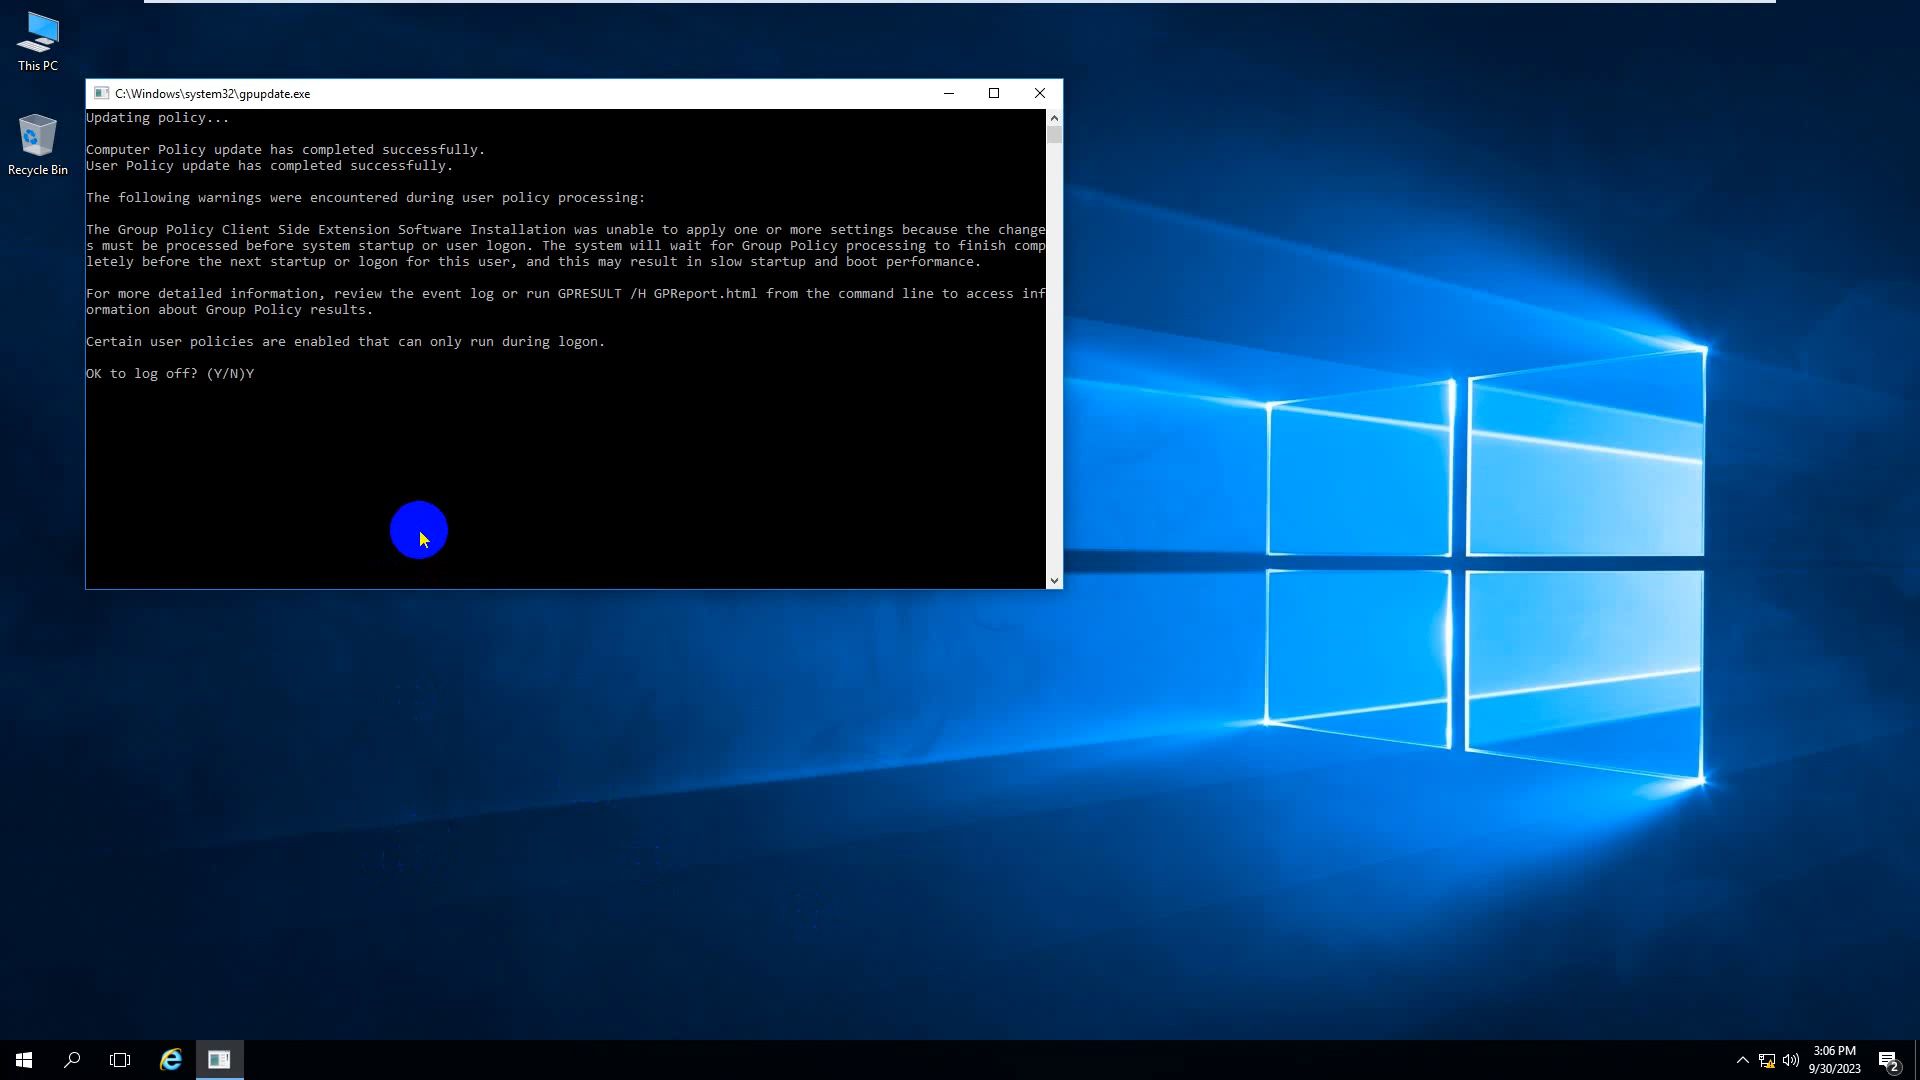 This PC
Recycle Bin
C:\Windows\system32\gpupdate.exe
Updating policy...
Computer Policy update has completed successfully.
User Policy update has completed successfully.
The following warnings were encountered during user policy processing:
The Group Policy Client Side Extension Software Installation was unable to apply one or more settings because the change
s must be processed before system startup or user logon. The system will wait for Group Policy processing to finish comp
letely before the next startup or logon for this user, and this may result in slow startup and boot performance.
For more detailed information, review the event log or run GPRESULT /H GPReport.html from the command line to access inf
ormation about Group Policy results.
Certain user policies are enabled that can only run during logon.
OK to log off? (Y/N)Y
3:06 PM
9/30/2023
2